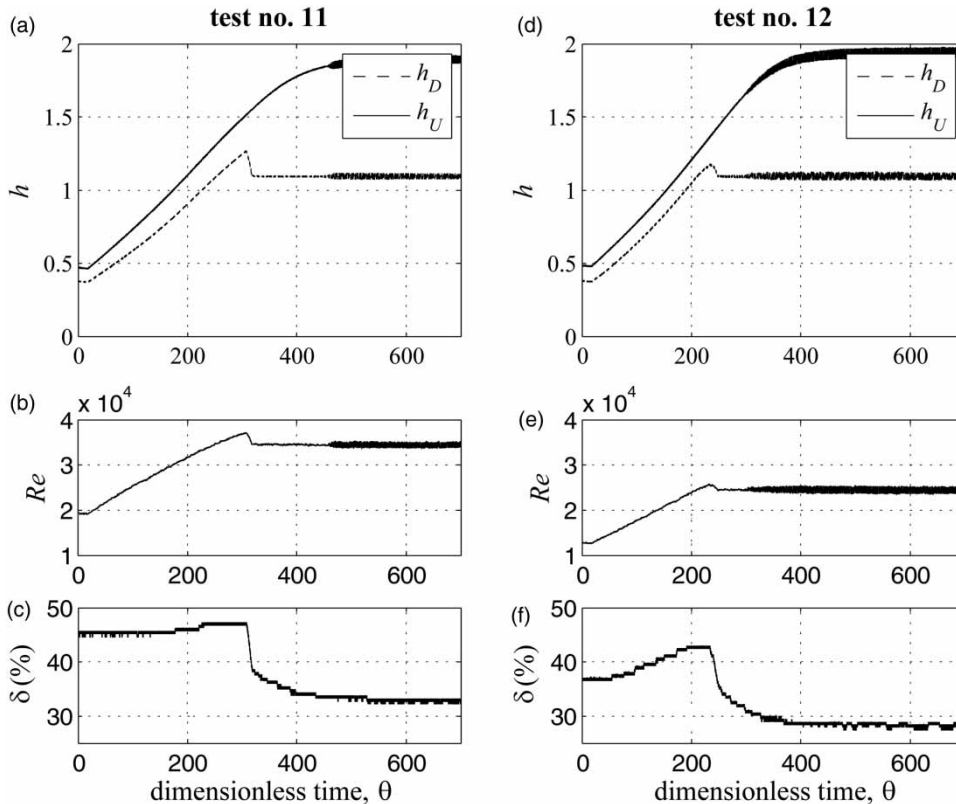 test no. 11
(a)
2
1.5
1
0.5
0
h
h_D
h_U
0 200 400 600
(b)
x 10^4
4
3
2
1
Re
0 200 400 600
(c)
50
40
30
δ(%)
0 200 400 600
dimensionless time, θ
test no. 12
(d)
2
1.5
1
0.5
0
h
h_D
h_U
0 200 400 600
(e)
x 10^4
4
3
2
1
Re
0 200 400 600
(f)
50
40
30
δ(%)
0 200 400 600
dimensionless time, θ